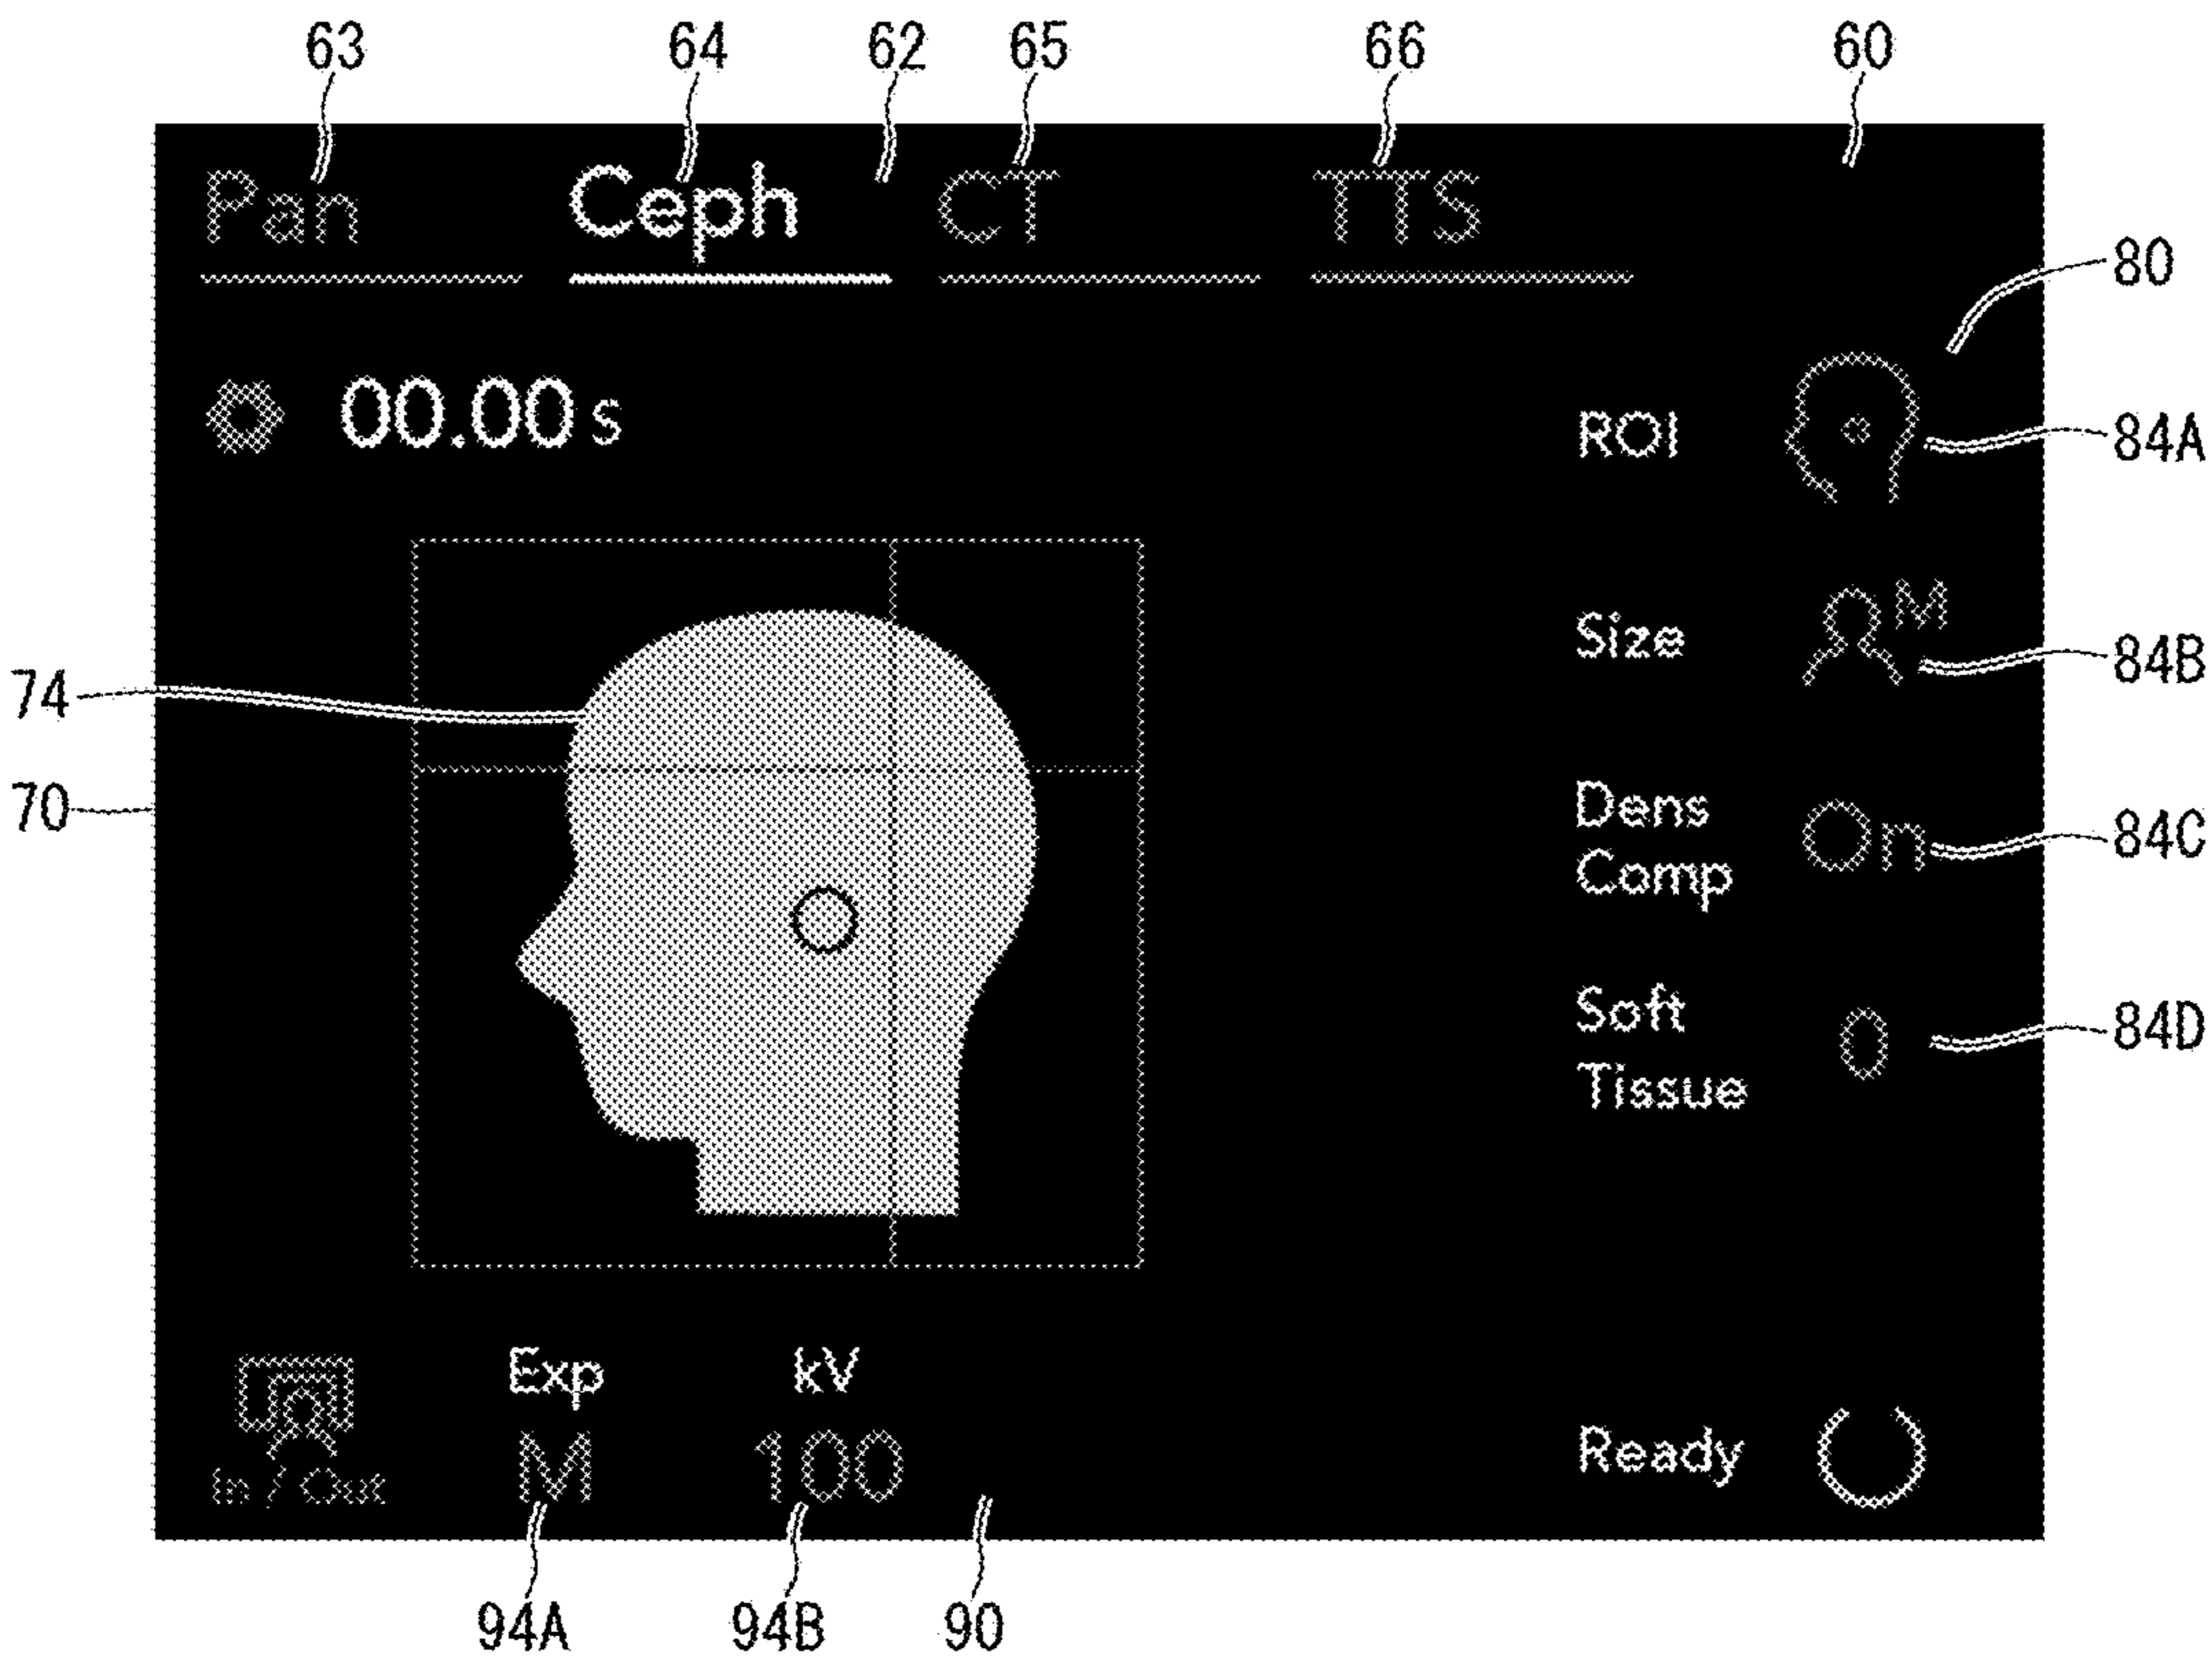 63 64 62 65 66 60
Pan Ceph CT TTS
80
00.00 s
ROI
84A
Size M
84B
74
70
Dens
Comp
On
84C
Soft
Tissue
0
84D
Exp kV
M 100
In / Out
Ready
94A 94B 90